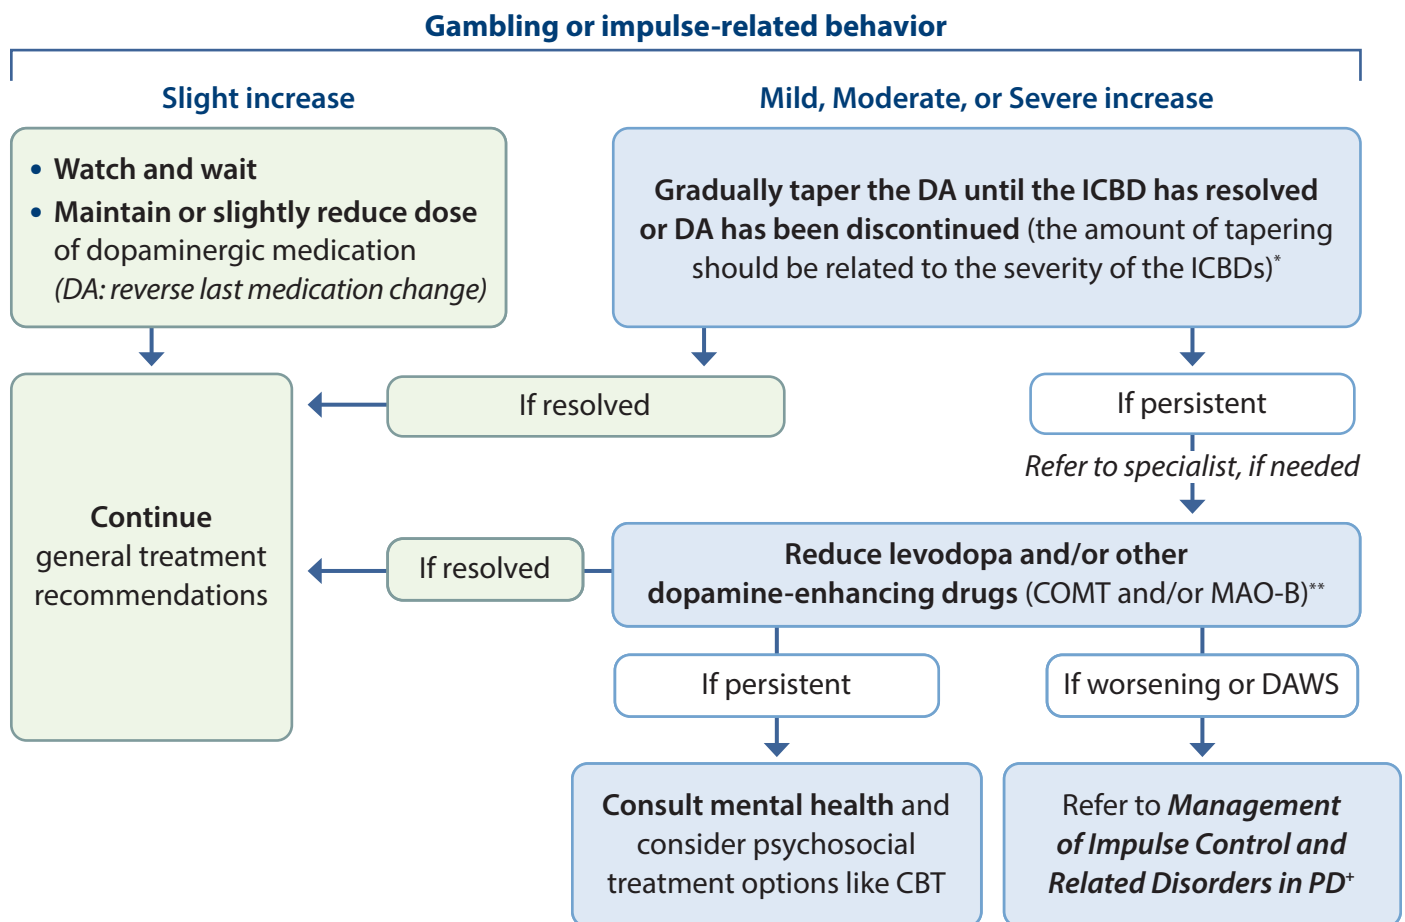 Gambling or impulse-related behavior
Slight increase
Mild, Moderate, or Severe increase
• Watch and wait
• Maintain or slightly reduce dose
of dopaminergic medication
(DA: reverse last medication change)
Gradually taper the DA until the ICBD has resolved
or DA has been discontinued (the amount of tapering
should be related to the severity of the ICBDs)*
If resolved
If persistent
Refer to specialist, if needed
Continue
general treatment
recommendations
If resolved
Reduce levodopa and/or other
dopamine-enhancing drugs (COMT and/or MAO-B)**
If persistent
If worsening or DAWS
Consult mental health and
consider psychosocial
treatment options like CBT
Refer to Management
of Impulse Control and
Related Disorders in PD+